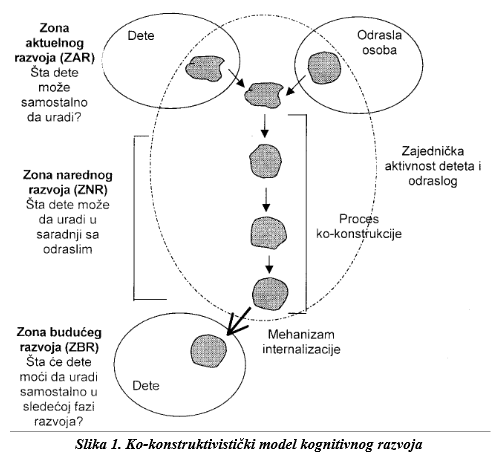 Zona
aktuelnog
razvoja (ZAR)
Šta dete
može
samostalno
da uradi?
Dete
Odrasla
osoba
Zona narednog
razvoja (ZNR)
Šta dete može
da uradi u
saradnji sa
odraslim
Zajednička
aktivnost deteta i
odraslog
Proces
ko-konstrukcije
Mehanizam
internalizacije
Zona budućeg
razvoja (ZBR)
Šta će dete
moći da uradi
samostalno u
sledećoj fazi
razvoja?
Dete
Slika 1. Ko-konstruktivistički model kognitivnog razvoja